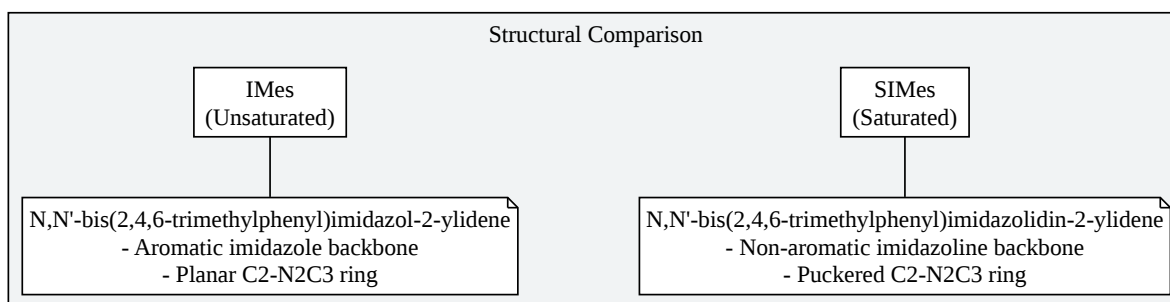 Structural Comparison
IMes
(Unsaturated)
SIMes
(Saturated)
N,N'-bis(2,4,6-trimethylphenyl)imidazol-2-ylidene
- Aromatic imidazole backbone
- Planar C2-N2C3 ring
N,N'-bis(2,4,6-trimethylphenyl)imidazolidin-2-ylidene
- Non-aromatic imidazoline backbone
- Puckered C2-N2C3 ring